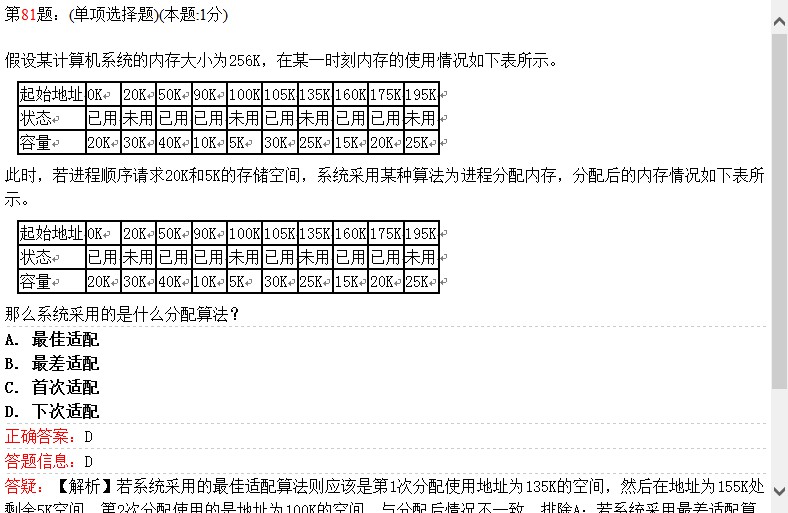 第81题：(单项选择题)(本题:1分)
假设某计算机系统的内存大小为256K，在某一时刻内存的使用情况如下表所示。
起始地址 0K 20K 50K 90K 100K 105K 135K 160K 175K 195K
状态 已用 未用 已用 已用 未用 已用 未用 已用 已用 未用
容量 20K 30K 40K 10K 5K 30K 25K 15K 20K 25K
此时，若进程顺序请求20K和5K的存储空间，系统采用某种算法为进程分配内存，分配后的内存情况如下表所
示。
起始地址 0K 20K 50K 90K 100K 105K 135K 160K 175K 195K
状态 已用 未用 已用 已用 未用 已用 未用 已用 已用 未用
容量 20K 30K 40K 10K 5K 30K 25K 15K 20K 25K
那么系统采用的是什么分配算法？
A. 最佳适配
B. 最差适配
C. 首次适配
D. 下次适配
正确答案：D
答题信息：D
答疑：【解析】若系统采用的最佳适配算法则应该是第1次分配使用地址为135K的空间，然后在地址为155K处
剩余5K空间，第2次分配使用的是地址为100K的空间，与分配后情况不一致，排除A；若系统采用最差适配算